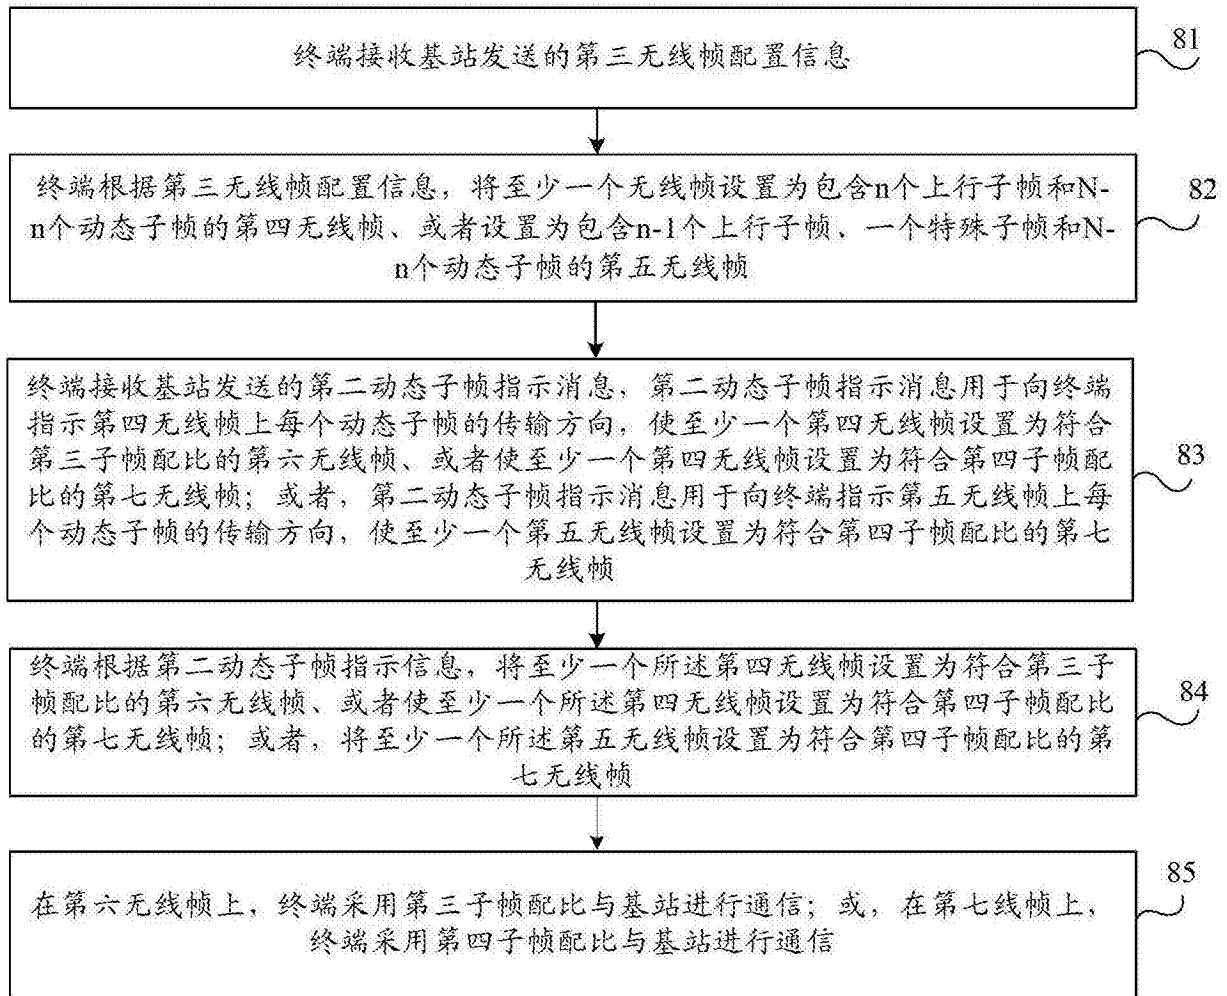 终端接收基站发送的第三无线帧配置信息
81
终端根据第三无线帧配置信息，将至少一个无线帧设置为包含n个上行子帧和N-
n个动态子帧的第四无线帧、或者设置为包含n-1个上行子帧、一个特殊子帧和N-
n个动态子帧的第五无线帧
82
终端接收基站发送的第二动态子帧指示消息，第二动态子帧指示消息用于向终端
指示第四无线帧上每个动态子帧的传输方向，使至少一个第四无线帧设置为符合
第三子帧配比的第六无线帧、或者使至少一个第四无线帧设置为符合第四子帧配
比的第七无线帧；或者，第二动态子帧指示消息用于向终端指示第五无线帧上每
个动态子帧的传输方向，使至少一个第五无线帧设置为符合第四子帧配比的第七
无线帧
83
终端根据第二动态子帧指示信息，将至少一个所述第四无线帧设置为符合第三子
帧配比的第六无线帧、或者使至少一个所述第四无线帧设置为符合第四子帧配比
的第七无线帧；或者，将至少一个所述第五无线帧设置为符合第四子帧配比的第
七无线帧
84
在第六无线帧上，终端采用第三子帧配比与基站进行通信；或，在第七线帧上，
终端采用第四子帧配比与基站进行通信
85